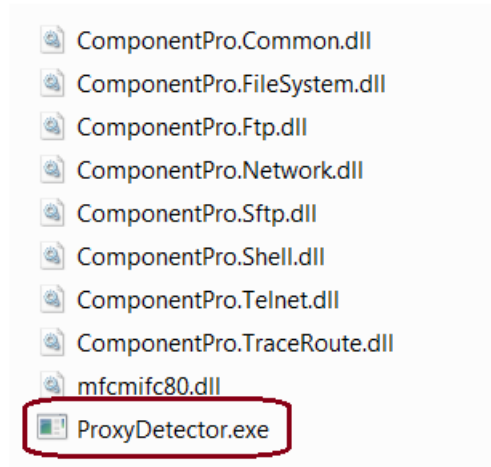 ComponentPro.Common.dll
ComponentPro.FileSystem.dll
ComponentPro.Ftp.dll
ComponentPro.Network.dll
ComponentPro.Sftp.dll
ComponentPro.Shell.dll
ComponentPro.Telnet.dll
ComponentPro.TraceRoute.dll
mfcmifc80.dll
ProxyDetector.exe